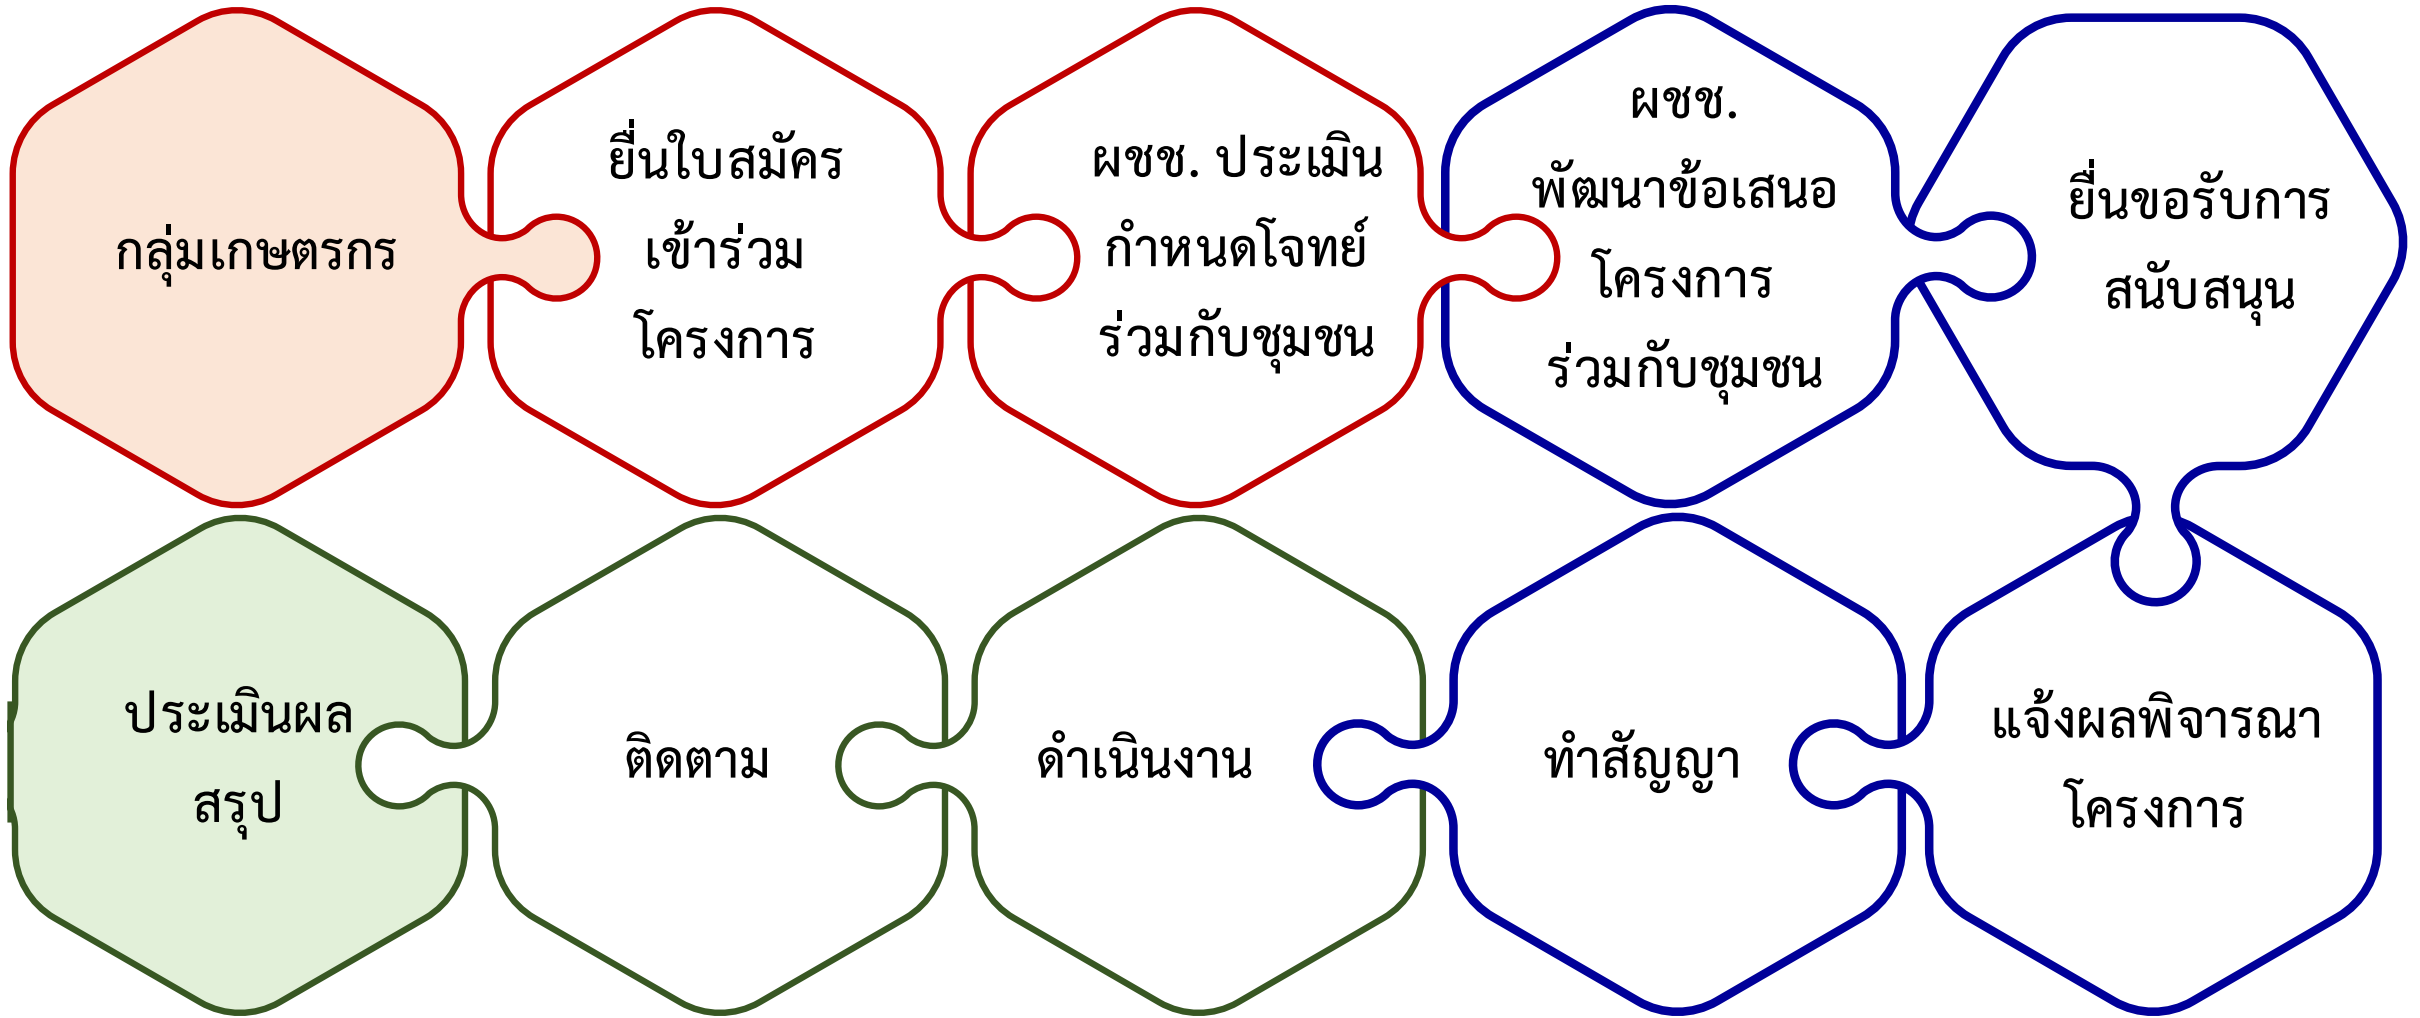 กลุ่มเกษตรกร
ยื่นใบสมัคร
เข้าร่วม
โครงการ
ผชช. ประเมิน
กำหนดโจทย์
ร่วมกับชุมชน
ผชช.
พัฒนาข้อเสนอ
โครงการ
ร่วมกับชุมชน
ยื่นขอรับการ
สนับสนุน
แจ้งผลพิจารณา
โครงการ
ทำสัญญา
ดำเนินงาน
ติดตาม
ประเมินผล
สรุป